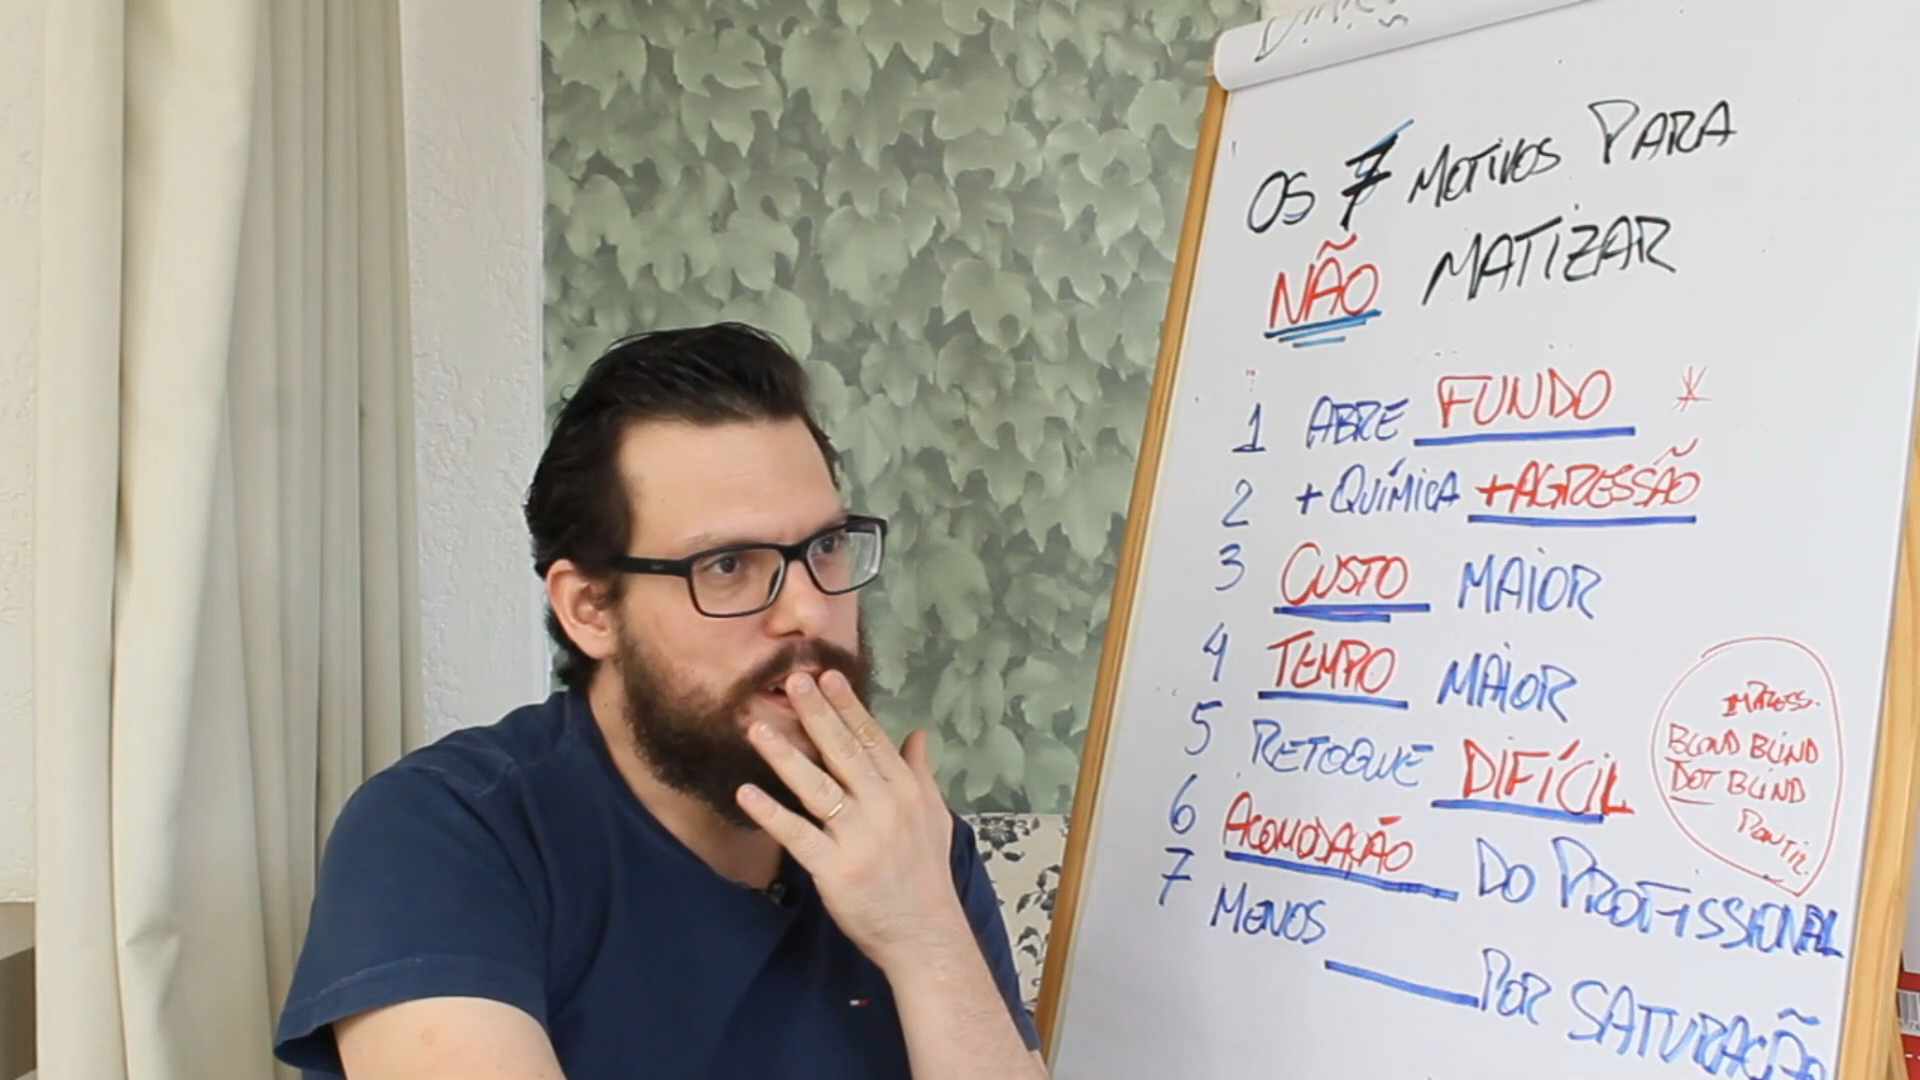 OS 7 MOTIVOS PARA
NÃO MATIZAR
1 ABRE FUNDO *
2 + QUÍMICA + AGRESSÃO
3 CUSTO MAIOR
4 TEMPO MAIOR
5 RETOQUE DIFÍCIL
6 ACOMODAÇÃO DO PROFISSIONAL
7 MENOS ____ POR SATURAÇÃO
BLOND BLIND
DOT BLIND